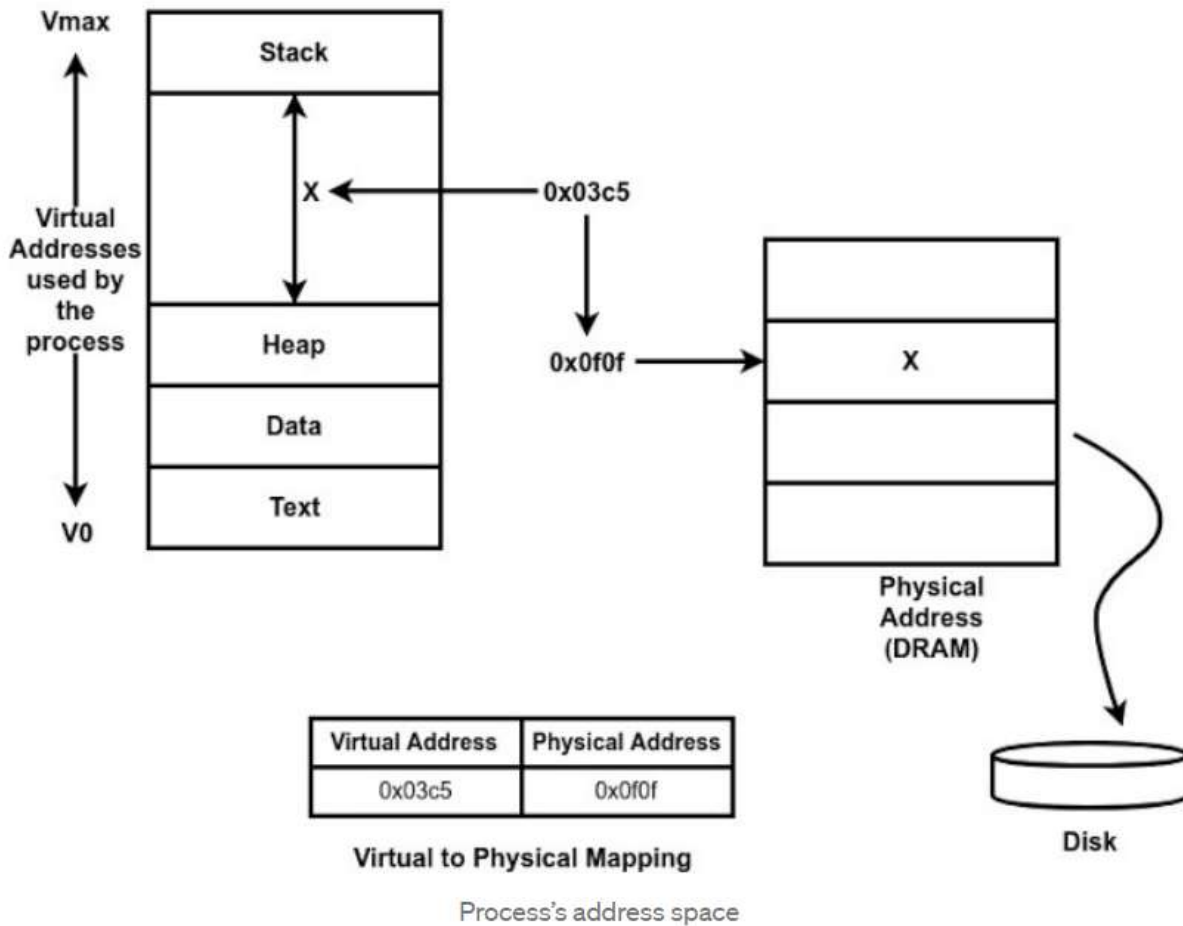 Vmax
Stack
X
0x03c5
Virtual
Addresses
used by
the
process
Heap
0x0f0f
X
Data
Text
V0
Physical
Address
(DRAM)
Virtual Address Physical Address
0x03c5 0x0f0f
Virtual to Physical Mapping
Disk
Process's address space